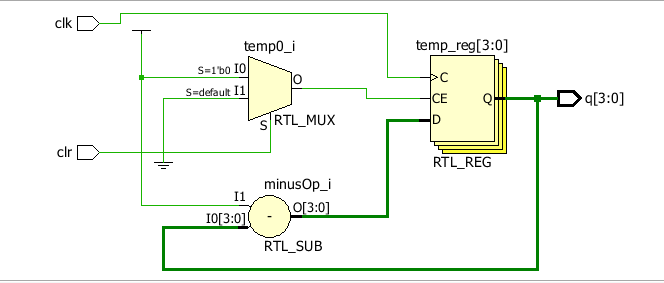 clk
temp0_i
temp_reg[3:0]
S=1'b0 I0
O
C
S=default I1
CE
Q
q[3:0]
S
RTL_MUX
D
clr
RTL_REG
minusOp_i
I1
I0[3:0]
-
O[3:0]
RTL_SUB